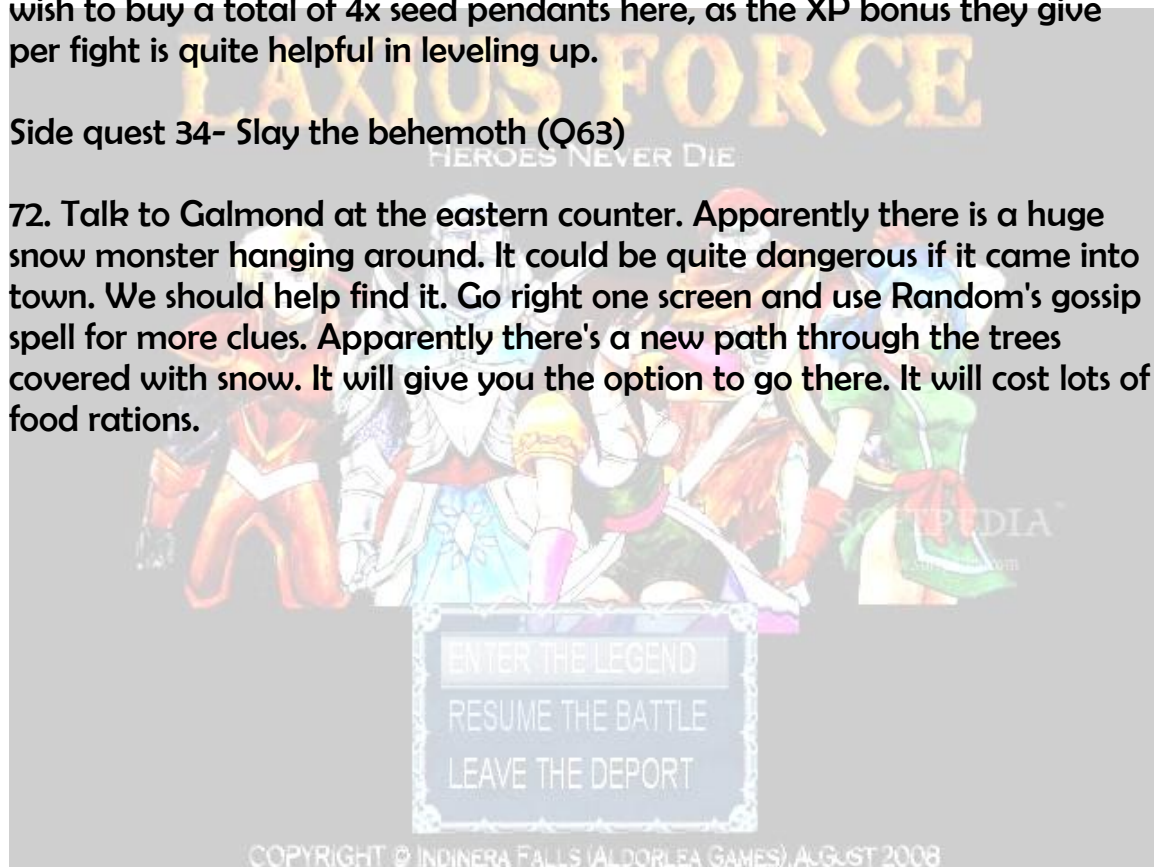 wish to buy a total of 4x seed pendants here, as the XP bonus they give
per fight is quite helpful in leveling up.
LAXIUS FORCE
Side quest 34- Slay the behemoth (Q63)
HEROES NEVER DIE
72. Talk to Galmond at the eastern counter. Apparently there is a huge
snow monster hanging around. It could be quite dangerous if it came into
town. We should help find it. Go right one screen and use Random's gossip
spell for more clues. Apparently there's a new path through the trees
covered with snow. It will give you the option to go there. It will cost lots of
food rations.
SOFTPEDIA
ENTER THE LEGEND
RESUME THE BATTLE
LEAVE THE DEPORT
COPYRIGHT © INDINERA FALLS (ALDORLEA GAMES), AUGUST 2008